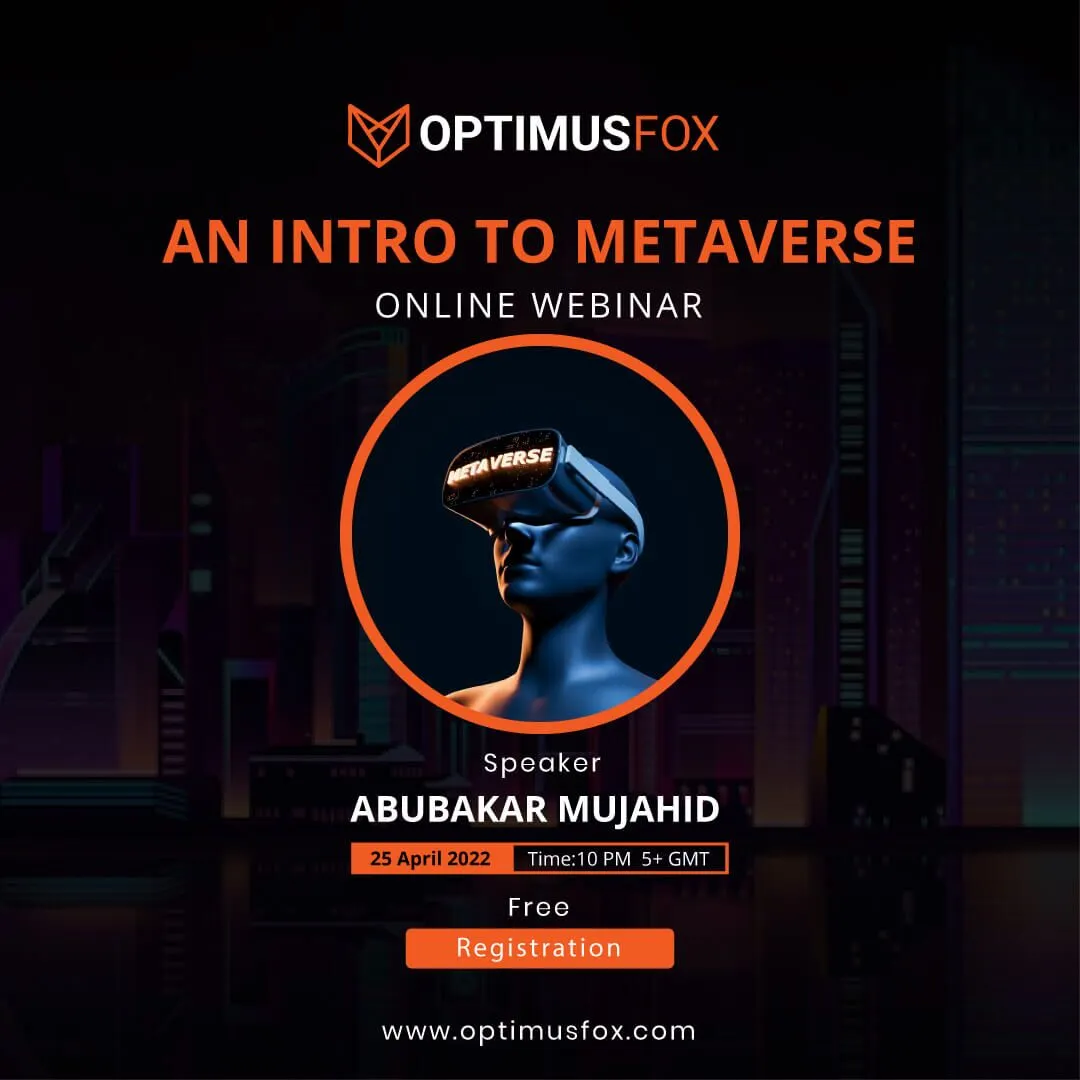 OPTIMUSFOX
AN INTRO TO METAVERSE
ONLINE WEBINAR
METAVERSE
Speaker
ABUBAKAR MUJAHID
25 April 2022 Time:10 PM 5+ GMT
Free
Registration
www.optimusfox.com